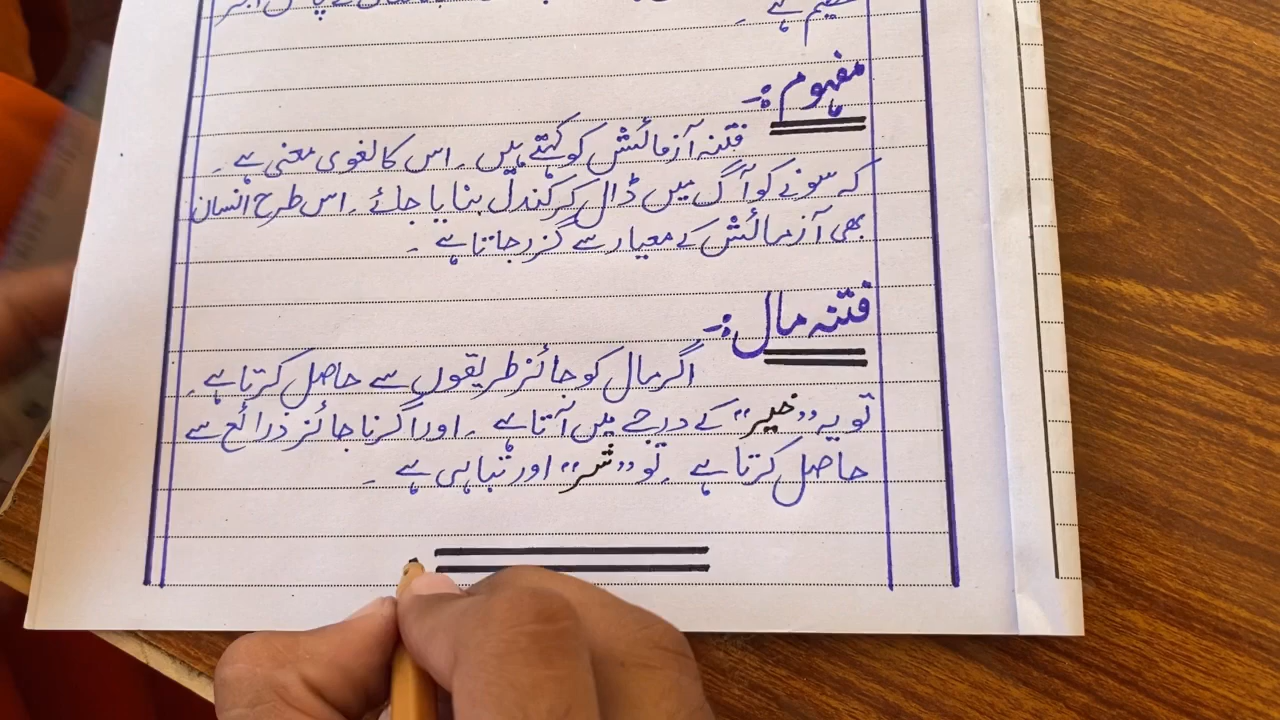 عظیم ہے ۔
مفہوم :-
فتنہ آزمائش کو کہتے ہیں ۔ اس کا لغوی معنی ہے ۔
کہ سونے کو آگ میں ڈال کر کندل بنایا جائے ۔ اس طرح انسان
بھی آزمائش کے معیار سے گزر جاتا ہے ۔
فتنہ مال :-
اگر مال کو جائز طریقوں سے حاصل کرتا ہے ۔
تو یہ ”خیر“ کے درجے میں آتا ہے ۔ اور اگر ناجائز ذرائع سے
حاصل کرتا ہے ۔ تو ”شر“ اور تباہی ہے ۔